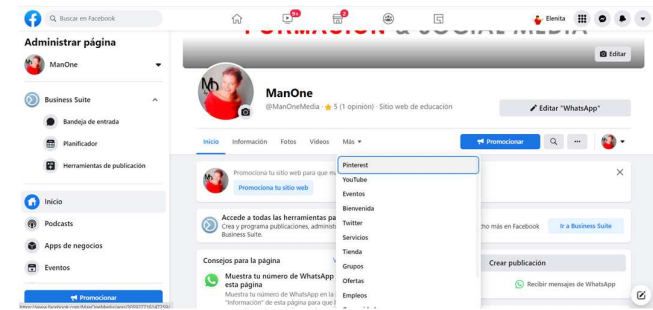 Buscar en Facebook
Elenita
Administrar página
ManOne
Business Suite
Bandeja de entrada
Planificador
Herramientas de publicación
Inicio
Podcasts
Apps de negocios
Eventos
Promocionar
FORMACIÓN & SOCIAL MEDIA
Editar
ManOne
@ManOneMedia · 5 (1 opinión) · Sitio web de educación
Editar "WhatsApp"
Inicio Información Fotos Videos Más
Promocionar
Pinterest
YouTube
Eventos
Bienvenida
Twitter
Servicios
Tienda
Grupos
Ofertas
Empleos
Promociona tu sitio web para que
Promociona tu sitio web
Accede a todas las herramientas
Crea y programa publicaciones,
Business Suite.
cho más en Facebook
Ir a Business Suite
Consejos para la página
Muestra tu número de WhatsApp
esta página
Muestra tu número de WhatsApp en la
"Información" de esta página para que
Crear publicación
Recibir mensajes de WhatsApp